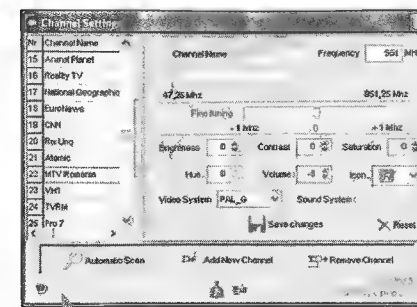 Channel Setting
Nr Channel Name
Channel Name Frequency 551 MHz
15 Animal Planet
16 Reality TV
17 National Geographic
18 EuroNews
19 CNN
20 Rai Uno
21 Atomic
22 MTV Romania
23 VH1
24 TVRM
25 Pro 7
47,25 Mhz 851,25 Mhz
Fine tuning
-1 Mhz 0 +1 Mhz
Brightness 0 Contrast 0 Saturation 0
Hue 0 Volume -8 Icon
Video System PAL_G Sound System
Save changes Reset
Automatic Scan Add New Channel Remove Channel
Exit